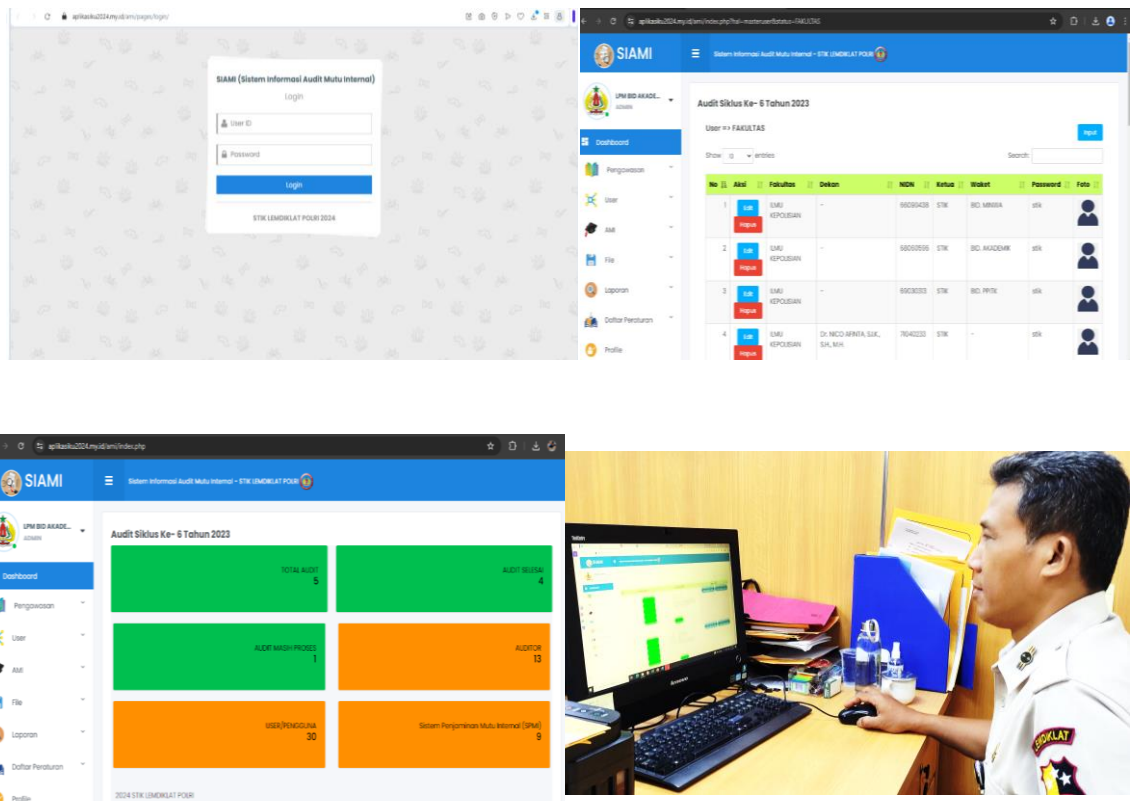 aplikasiku2024.my.id/ami/pages/login/
SIAMI (Sistem Informasi Audit Mutu Internal)
Login
User ID
Password
Login
STIK LEMDIKLAT POLRI 2024
aplikasiku2024.my.id/ami/index.php?hal=masteruser&status=FAKULTAS
SIAMI
Sistem Informasi Audit Mutu Internal - STIK LEMDIKLAT POLRI
LPM BID AKADE...
ADMIN
Dashboard
Pengawasan
User
AMI
File
Laporan
Daftar Peraturan
Profile
Audit Siklus Ke- 6 Tahun 2023
User => FAKULTAS
Input
Show entries
Search:
No Aksi Fakultas Dekan NIDN Ketua Waket Password Foto
1 Edit Hapus ILMU KEPOLISIAN - STIK stik
2 Edit Hapus ILMU KEPOLISIAN - STIK BID. AKADEMIK stik
3 Edit Hapus ILMU KEPOLISIAN - STIK stik
4 Edit Hapus ILMU KEPOLISIAN Dr. NICO AFINTA, S.I.K., S.H., M.H. STIK - stik
aplikasiku2024.my.id/ami/index.php
SIAMI
Sistem Informasi Audit Mutu Internal - STIK LEMDIKLAT POLRI
LPM BID AKADE...
ADMIN
Dashboard
Pengawasan
User
AMI
File
Laporan
Daftar Peraturan
Profile
Audit Siklus Ke- 6 Tahun 2023
TOTAL AUDIT
5
AUDIT SELESAI
4
AUDIT MASIH PROSES
1
AUDITOR
13
USER/PENGGUNA
30
Sistem Penjaminan Mutu Internal (SPMI)
9
2024 STIK LEMDIKLAT POLRI
lenovo
LEMDIKLAT